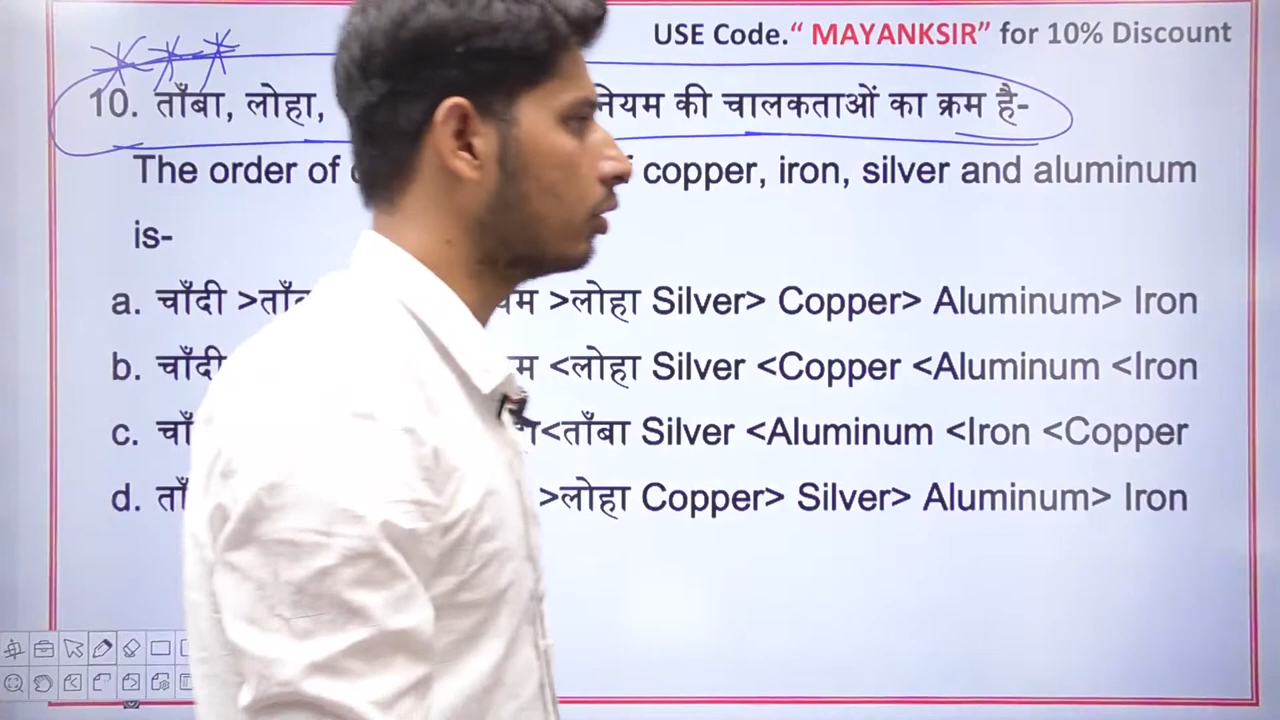 USE Code.“ MAYANKSIR” for 10% Discount
10. ताँबा, लोहा, की चालकताओं का क्रम है-
The order of copper, iron, silver and aluminum
is-
a. चाँदी > >लोहा Silver> Copper> Aluminum> Iron
b. चाँदी <लोहा Silver <Copper <Aluminum <Iron
c. <ताँबा Silver <Aluminum <Iron <Copper
d. >लोहा Copper> Silver> Aluminum> Iron